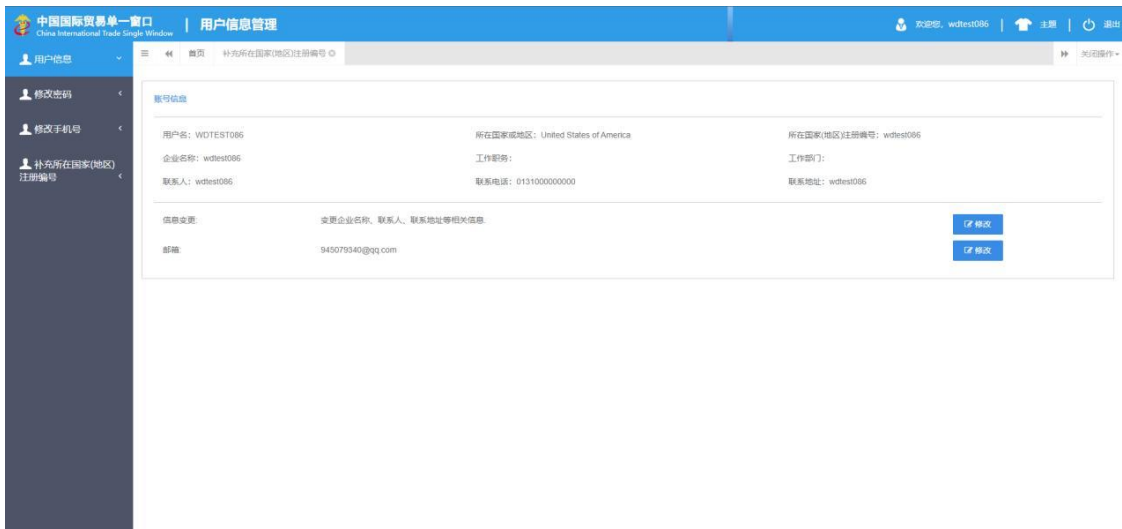 中国国际贸易单一窗口 | 用户信息管理
China International Trade Single Window
欢迎您，wdtest086 | 主题 | 退出
用户信息
首页 补充所在国家(地区)注册编号
关闭操作
修改密码
修改手机号
补充所在国家(地区)
注册编号
账号信息
用户名：WDTEST086 所在国家或地区：United States of America 所在国家(地区)注册编号：wdtest086
企业名称：wdtest086 工作职务： 工作部门：
联系人：wdtest086 联系电话：0131000000000 联系地址：wdtest086
信息变更: 变更企业名称、联系人、联系地址等相关信息. 修改
邮箱: 945079340@qq.com 修改